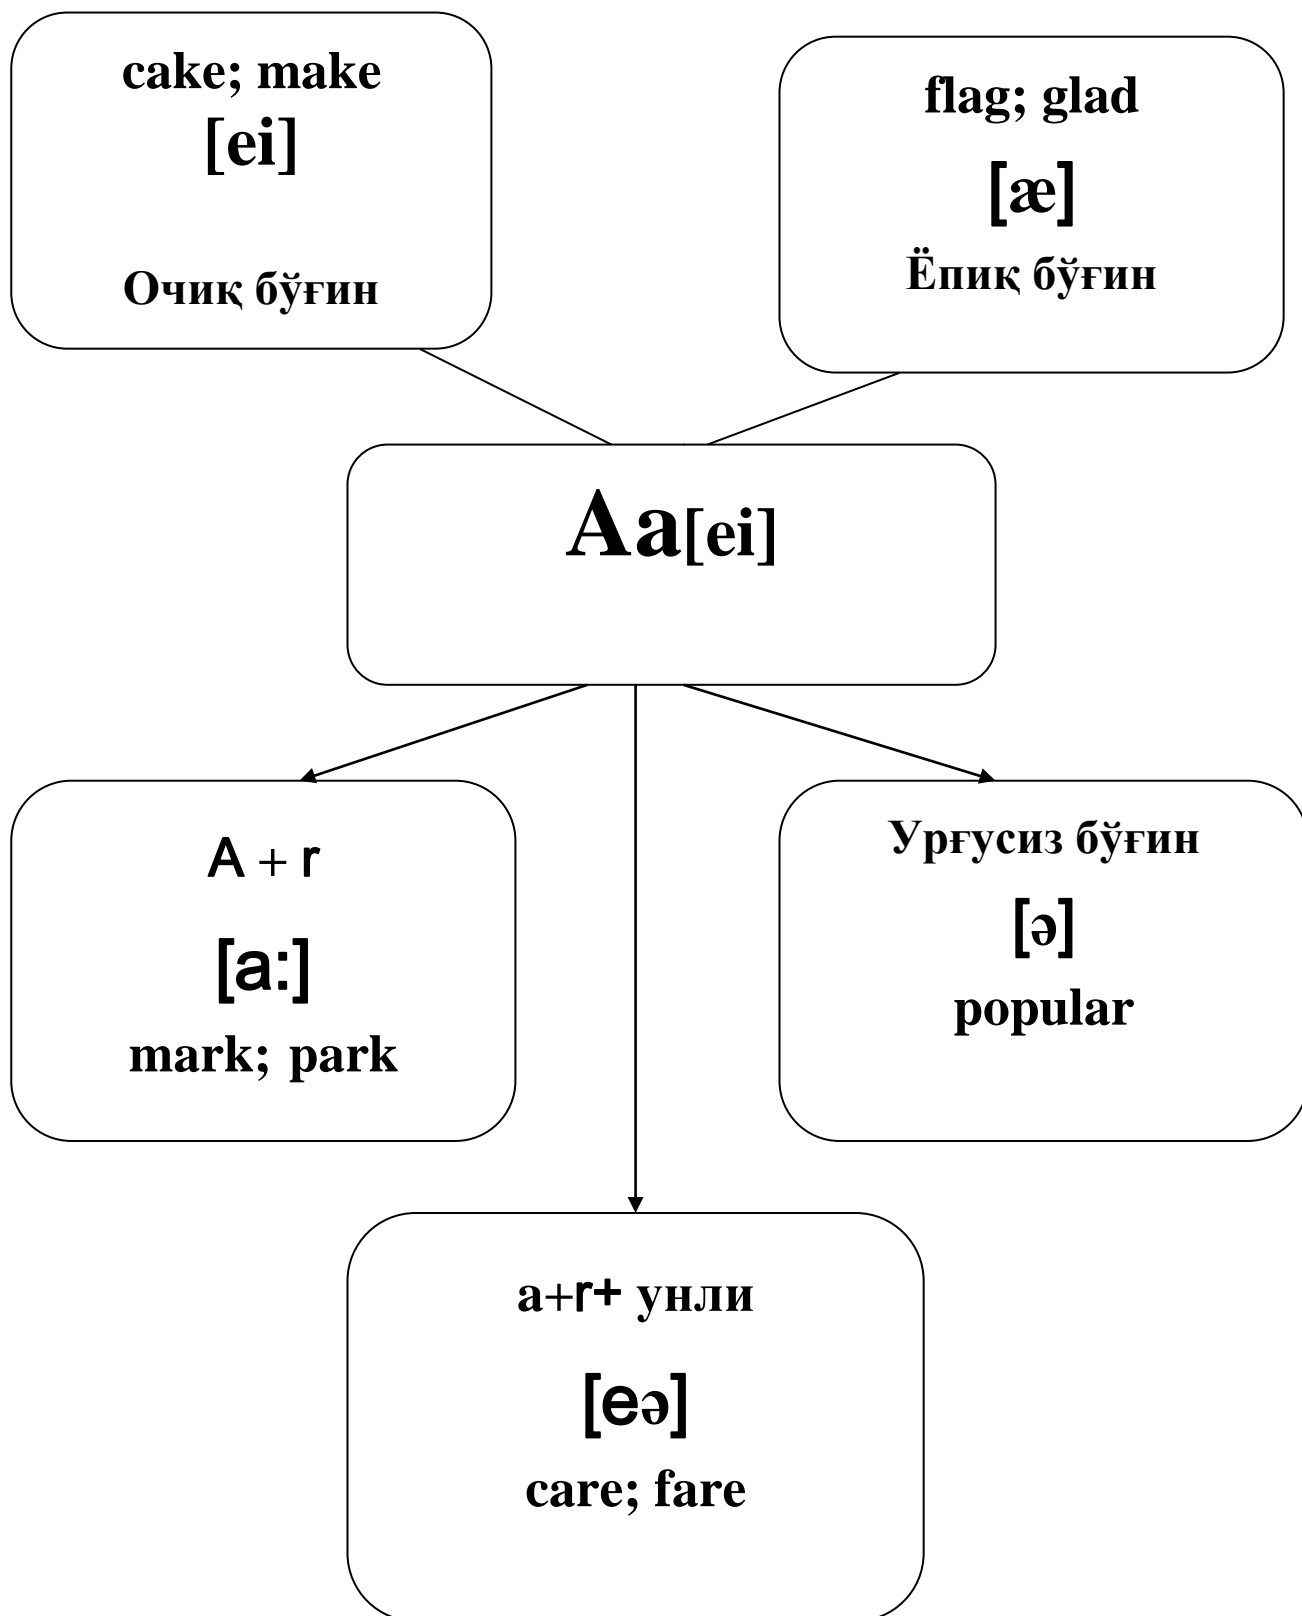 cake; make
[ei]
Очиқ бўғин
flag; glad
[æ]
Ёпиқ бўғин
Aa[ei]
A + r
[a:]
mark; park
Урғусиз бўғин
[ə]
popular
a+r+ унли
[eə]
care; fare